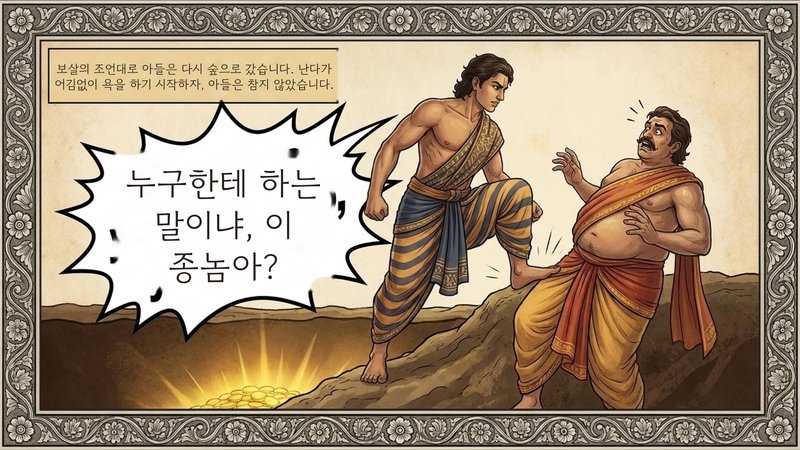 보살의 조언대로 아들은 다시 숲으로 갔습니다. 난다가
어김없이 욕을 하기 시작하자, 아들은 참지 않았습니다.
누구한테 하는
말이냐, 이
종놈아?